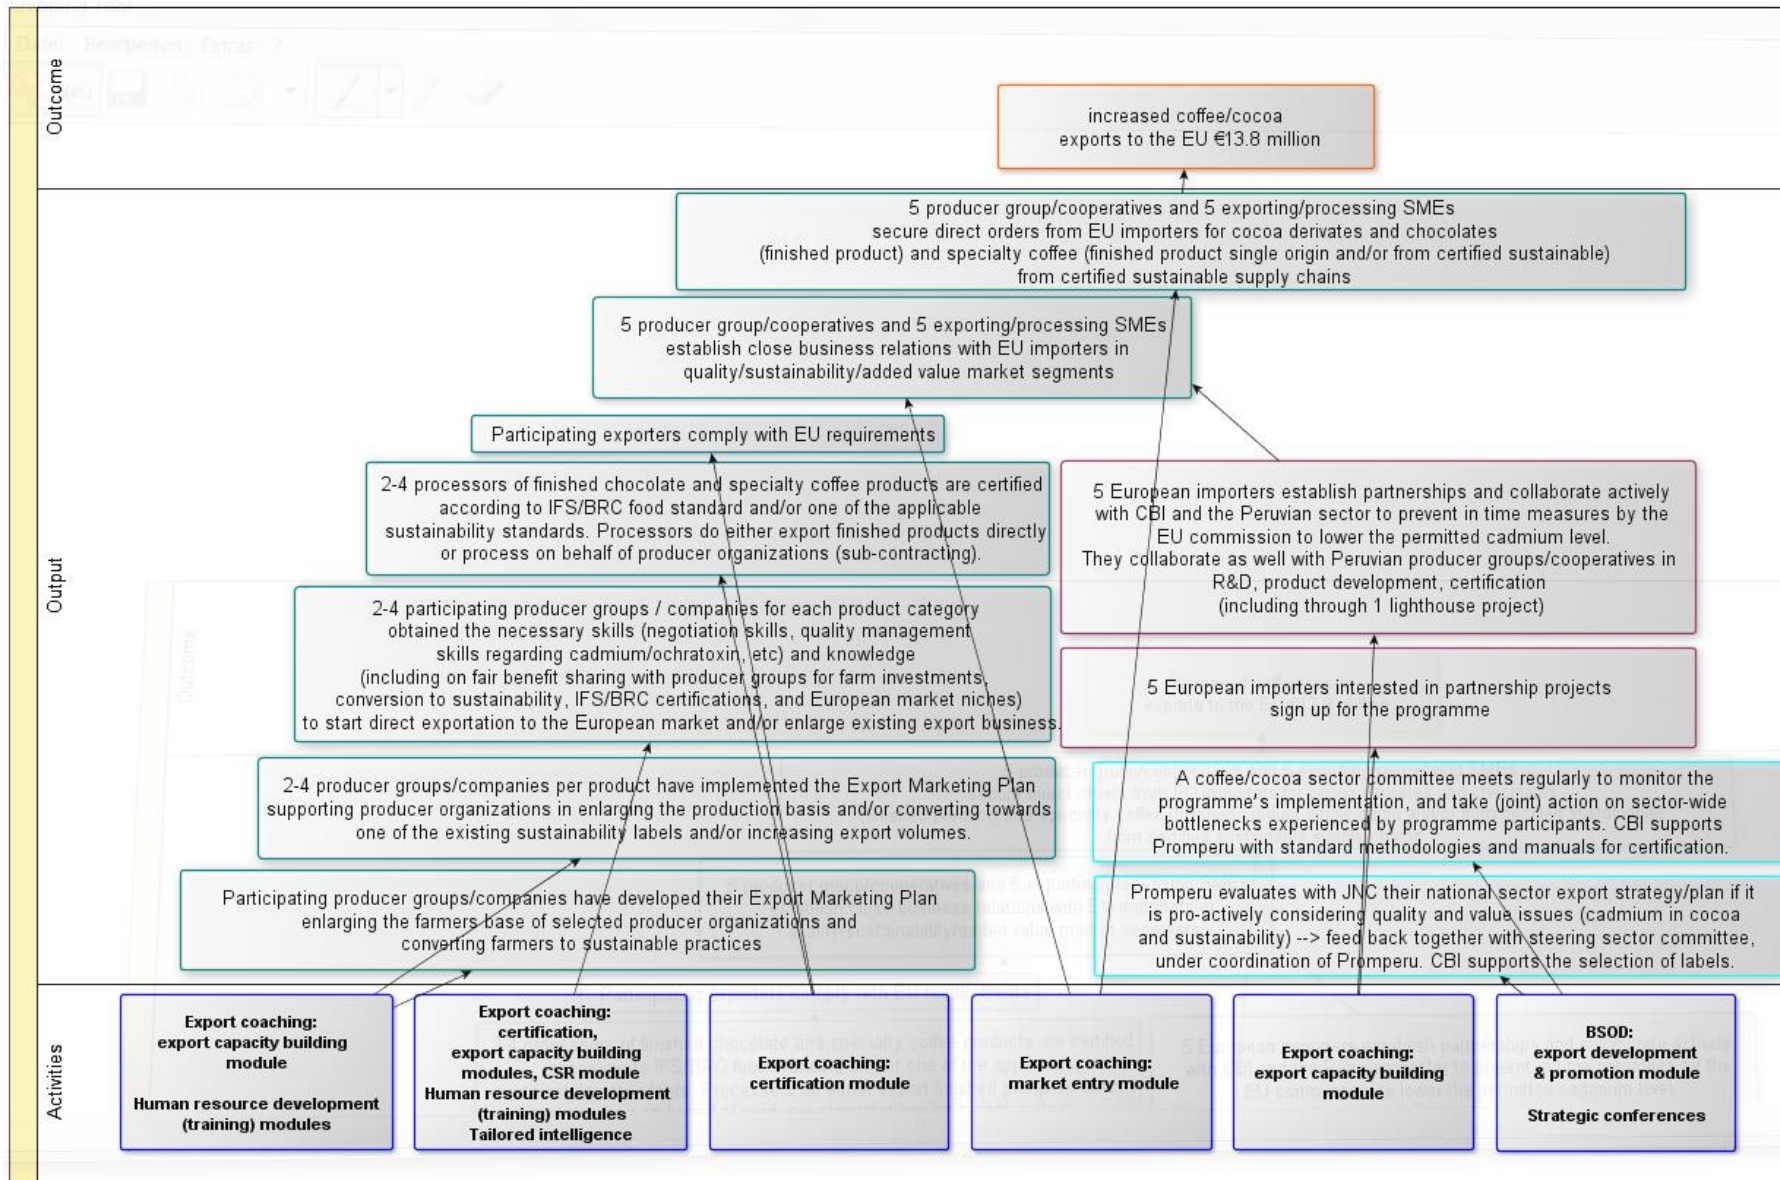 Datei Bearbeiten Extras ?
Outcome
increased coffee/cocoa
exports to the EU €13.8 million
Output
5 producer group/cooperatives and 5 exporting/processing SMEs
secure direct orders from EU importers for cocoa derivates and chocolates
(finished product) and specialty coffee (finished product single origin and/or from certified sustainable)
from certified sustainable supply chains
5 producer group/cooperatives and 5 exporting/processing SMEs
establish close business relations with EU importers in
quality/sustainability/added value market segments
Participating exporters comply with EU requirements
2-4 processors of finished chocolate and specialty coffee products are certified
according to IFS/BRC food standard and/or one of the applicable
sustainability standards. Processors do either export finished products directly
or process on behalf of producer organizations (sub-contracting).
5 European importers establish partnerships and collaborate actively
with CBI and the Peruvian sector to prevent in time measures by the
EU commission to lower the permitted cadmium level.
They collaborate as well with Peruvian producer groups/cooperatives in
R&D, product development, certification
(including through 1 lighthouse project)
2-4 participating producer groups / companies for each product category
obtained the necessary skills (negotiation skills, quality management
skills regarding cadmium/ochratoxin, etc) and knowledge
(including on fair benefit sharing with producer groups for farm investments,
conversion to sustainability, IFS/BRC certifications, and European market niches)
to start direct exportation to the European market and/or enlarge existing export business.
5 European importers interested in partnership projects
sign up for the programme
2-4 producer groups/companies per product have implemented the Export Marketing Plan
supporting producer organizations in enlarging the production basis and/or converting towards
one of the existing sustainability labels and/or increasing export volumes.
A coffee/cocoa sector committee meets regularly to monitor the
programme's implementation, and take (joint) action on sector-wide
bottlenecks experienced by programme participants. CBI supports
Promperu with standard methodologies and manuals for certification.
Participating producer groups/companies have developed their Export Marketing Plan
enlarging the farmers base of selected producer organizations and
converting farmers to sustainable practices
Promperu evaluates with JNC their national sector export strategy/plan if it
is pro-actively considering quality and value issues (cadmium in cocoa
and sustainability) --> feed back together with steering sector committee,
under coordination of Promperu. CBI supports the selection of labels.
Activities
Export coaching:
export capacity building
module
Human resource development
(training) modules
Export coaching:
certification,
export capacity building
modules, CSR module
Human resource development
(training) modules
Tailored intelligence
Export coaching:
certification module
Export coaching:
market entry module
Export coaching:
export capacity building
module
BSOD:
export development
& promotion module
Strategic conferences